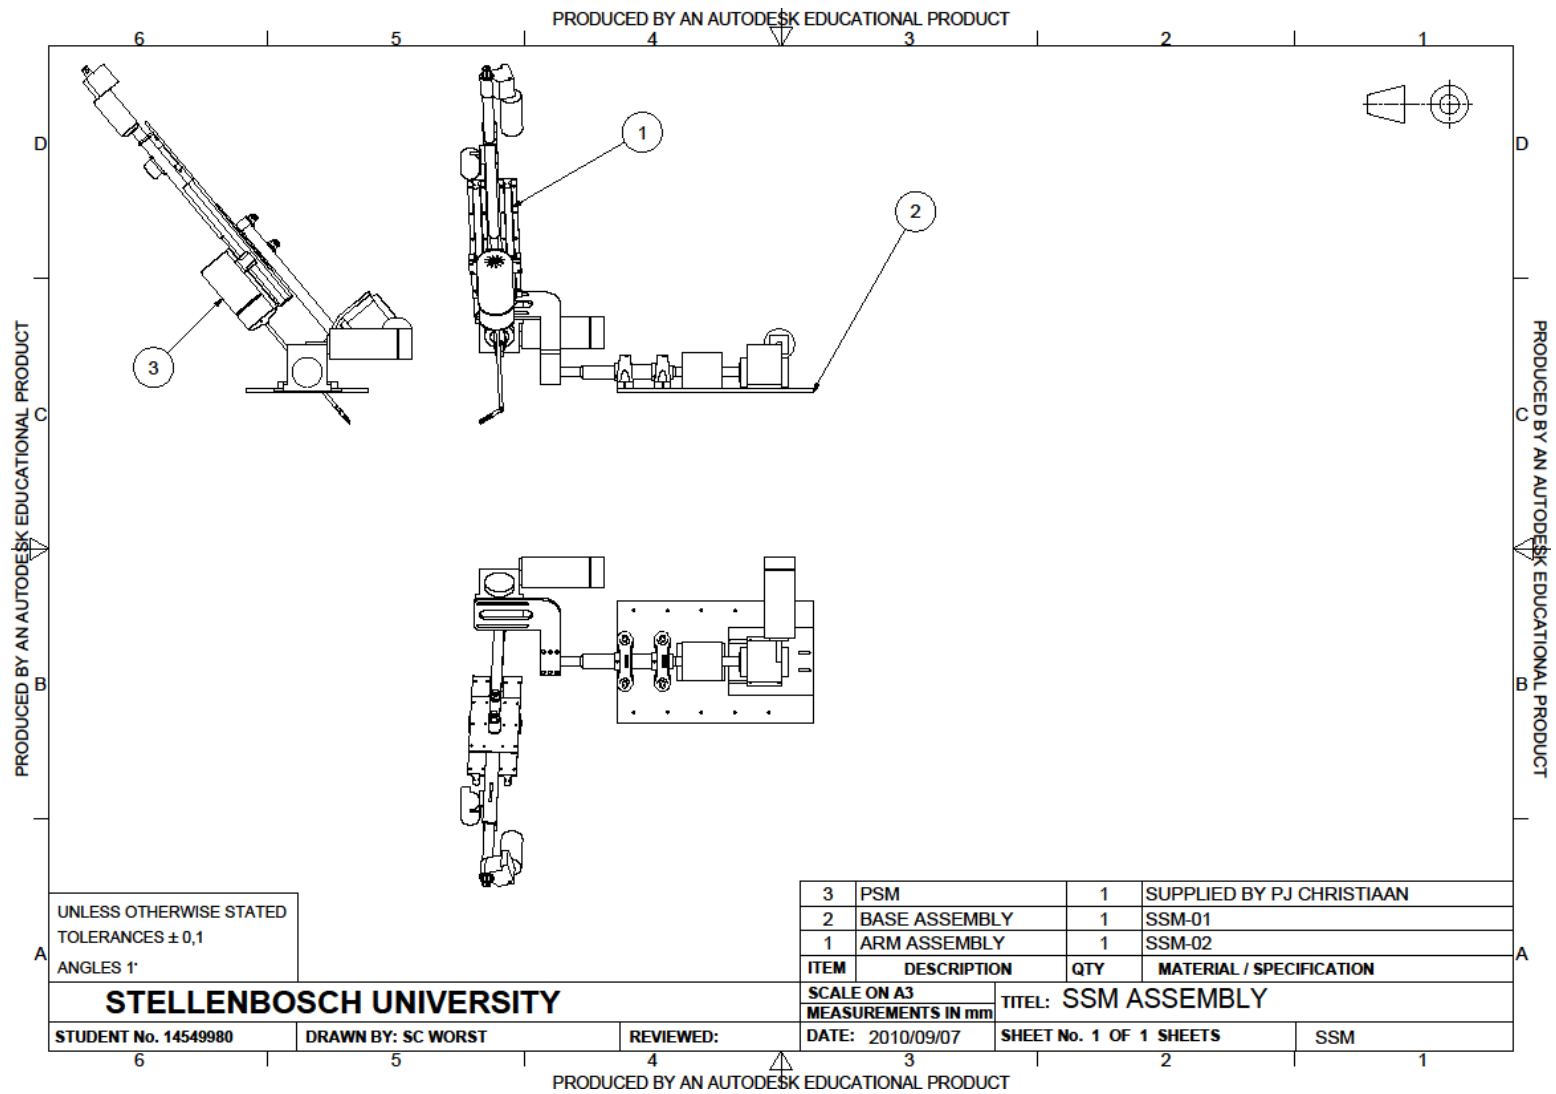 PRODUCED BY AN AUTODESK EDUCATIONAL PRODUCT
6 5 4 3 2 1
D D
1
2
3
C C
PRODUCED BY AN AUTODESK EDUCATIONAL PRODUCT
PRODUCED BY AN AUTODESK EDUCATIONAL PRODUCT
B B
A A
UNLESS OTHERWISE STATED
TOLERANCES ± 0,1
ANGLES 1°
3 PSM 1 SUPPLIED BY PJ CHRISTIAAN
2 BASE ASSEMBLY 1 SSM-01
1 ARM ASSEMBLY 1 SSM-02
ITEM DESCRIPTION QTY MATERIAL / SPECIFICATION
STELLENBOSCH UNIVERSITY
SCALE ON A3
MEASUREMENTS IN mm
TITEL: SSM ASSEMBLY
STUDENT No. 14549980 DRAWN BY: SC WORST REVIEWED: DATE: 2010/09/07 SHEET No. 1 OF 1 SHEETS SSM
6 5 4 3 2 1
PRODUCED BY AN AUTODESK EDUCATIONAL PRODUCT